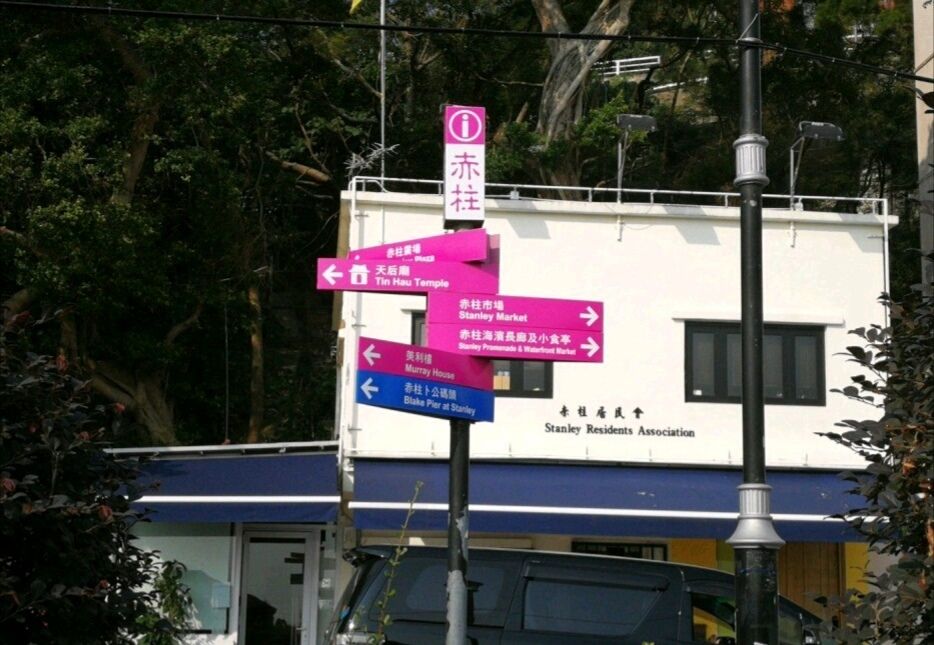 i
赤柱
赤柱廣場
天后廟
Tin Hau Temple
赤柱市場
Stanley Market
赤柱海濱長廊及小食亭
Stanley Promenade & Waterfront Market
美利樓
Murray House
赤柱卜公碼頭
Blake Pier at Stanley
赤柱居民會
Stanley Residents Association